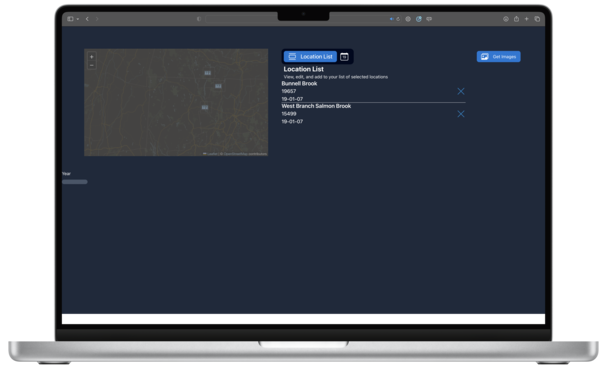 Location List
Get Images
Location List
View, edit, and add to your list of selected locations
Bunnell Brook
19657
19-01-07
West Branch Salmon Brook
15499
19-01-07
Year